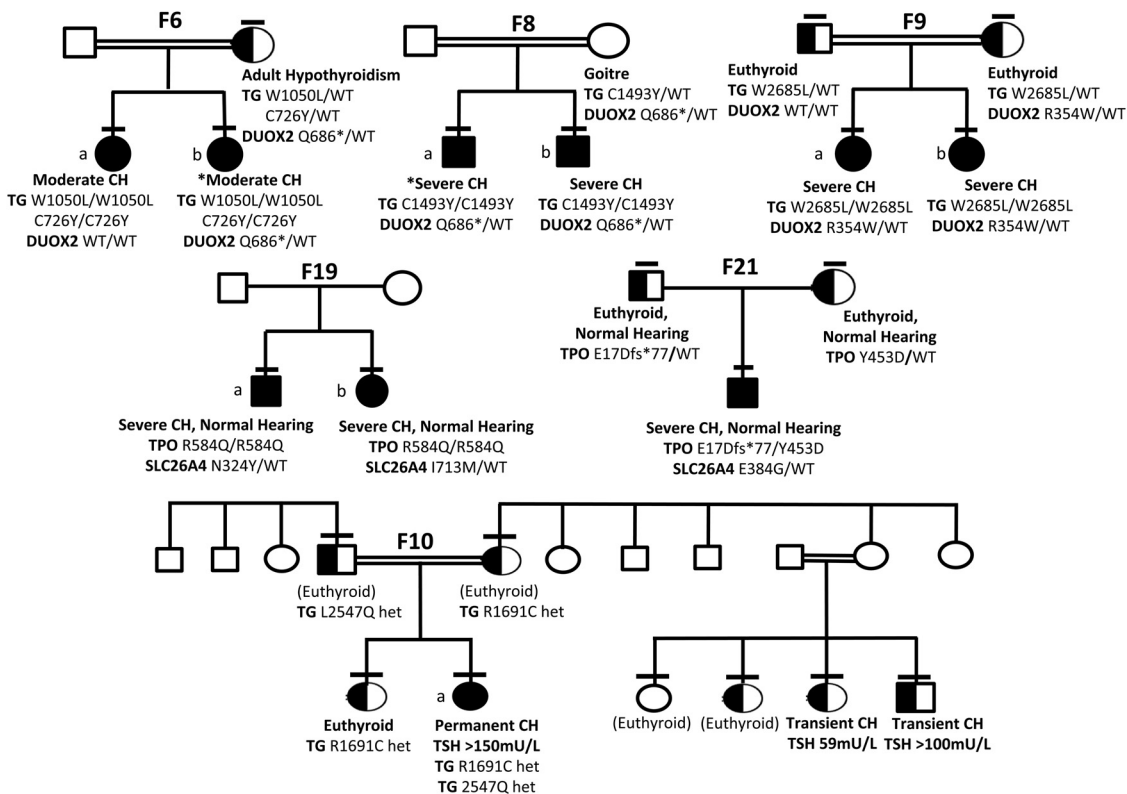 F6
Adult Hypothyroidism
TG W1050L/WT
C726Y/WT
DUOX2 Q686*/WT
a
b
Moderate CH
TG W1050L/W1050L
C726Y/C726Y
DUOX2 WT/WT
*Moderate CH
TG W1050L/W1050L
C726Y/C726Y
DUOX2 Q686*/WT
F8
Goitre
TG C1493Y/WT
DUOX2 Q686*/WT
a
b
*Severe CH
TG C1493Y/C1493Y
DUOX2 Q686*/WT
Severe CH
TG C1493Y/C1493Y
DUOX2 Q686*/WT
F9
Euthyroid
TG W2685L/WT
DUOX2 WT/WT
Euthyroid
TG W2685L/WT
DUOX2 R354W/WT
a
b
Severe CH
TG W2685L/W2685L
DUOX2 R354W/WT
Severe CH
TG W2685L/W2685L
DUOX2 R354W/WT
F19
a
b
Severe CH, Normal Hearing
TPO R584Q/R584Q
SLC26A4 N324Y/WT
Severe CH, Normal Hearing
TPO R584Q/R584Q
SLC26A4 I713M/WT
F21
Euthyroid,
Normal Hearing
TPO E17Dfs*77/WT
Euthyroid,
Normal Hearing
TPO Y453D/WT
Severe CH, Normal Hearing
TPO E17Dfs*77/Y453D
SLC26A4 E384G/WT
F10
(Euthyroid)
TG L2547Q het
(Euthyroid)
TG R1691C het
a
Euthyroid
TG R1691C het
Permanent CH
TSH >150mU/L
TG R1691C het
TG 2547Q het
(Euthyroid)
(Euthyroid)
Transient CH
TSH 59mU/L
Transient CH
TSH >100mU/L